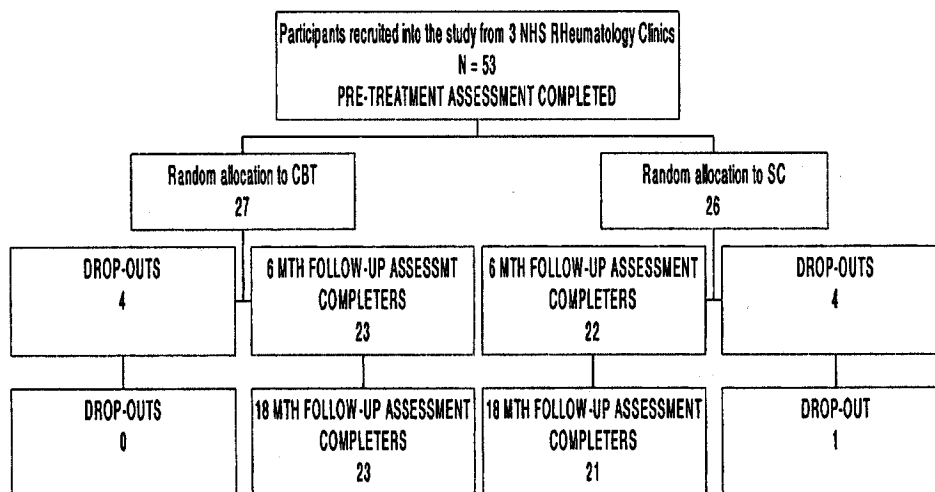 Participants recruited into the study from 3 NHS RHeumatology Clinics
N = 53
PRE-TREATMENT ASSESSMENT COMPLETED
Random allocation to CBT
27
Random allocation to SC
26
DROP-OUTS
4
6 MTH FOLLOW-UP ASSESSMT
COMPLETERS
23
6 MTH FOLLOW-UP ASSESSMENT
COMPLETERS
22
DROP-OUTS
4
DROP-OUTS
0
18 MTH FOLLOW-UP ASSESSMENT
COMPLETERS
23
18 MTH FOLLOW-UP ASSESSMENT
COMPLETERS
21
DROP-OUT
1